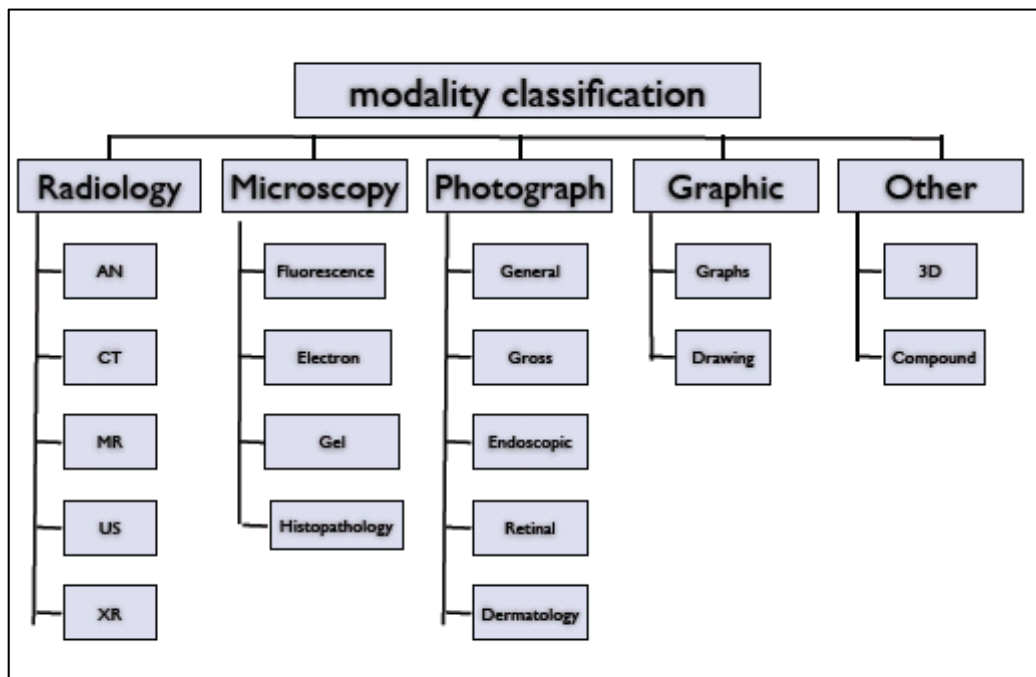 modality classification
Radiology
AN
CT
MR
US
XR
Microscopy
Fluorescence
Electron
Gel
Histopathology
Photograph
General
Gross
Endoscopic
Retinal
Dermatology
Graphic
Graphs
Drawing
Other
3D
Compound